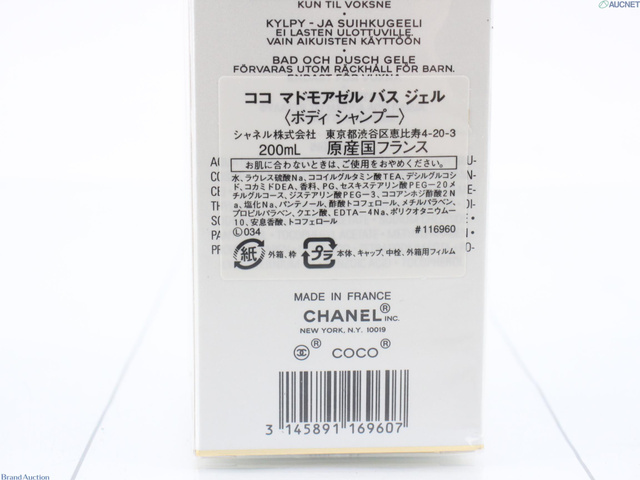 AUCNET
KUN TIL VOKSNE
KYLPY - JA SUIHKUGEELI
EI LASTEN ULOTTUVILLE.
VAIN AIKUISTEN KÄYTTÖÖN
BAD OCH DUSCH GELE
FÖRVARAS UTOM RÄCKHÅLL FÖR BARN.
ココ マドモアゼル バス ジェル
〈ボディ シャンプー〉
シャネル株式会社 東京都渋谷区恵比寿4-20-3
200mL 原産国フランス
お肌に合わないときは、ご使用をおやめください。
水、ラウレス硫酸Na、ココイルグルタミン酸TEA、デシルグルコシ
ド、コカミドDEA、香料、PG、セスキステアリン酸PEG-20メ
チルグルコース、ジステアリン酸PEG-3、ココアンホジ酢酸2N
a、塩化Na、パンテノール、酢酸トコフェロール、メチルパラベン、
プロピルパラベン、クエン酸、EDTA-4Na、ポリクオタニウム-
10、安息香酸、トコフェロール
Ⓛ034 #116960
紙 外箱、枠 プラ 本体、キャップ、中栓、外箱用フィルム
MADE IN FRANCE
CHANEL® INC.
NEW YORK, N.Y. 10019
® COCO®
3 145891 169607
Brand Auction